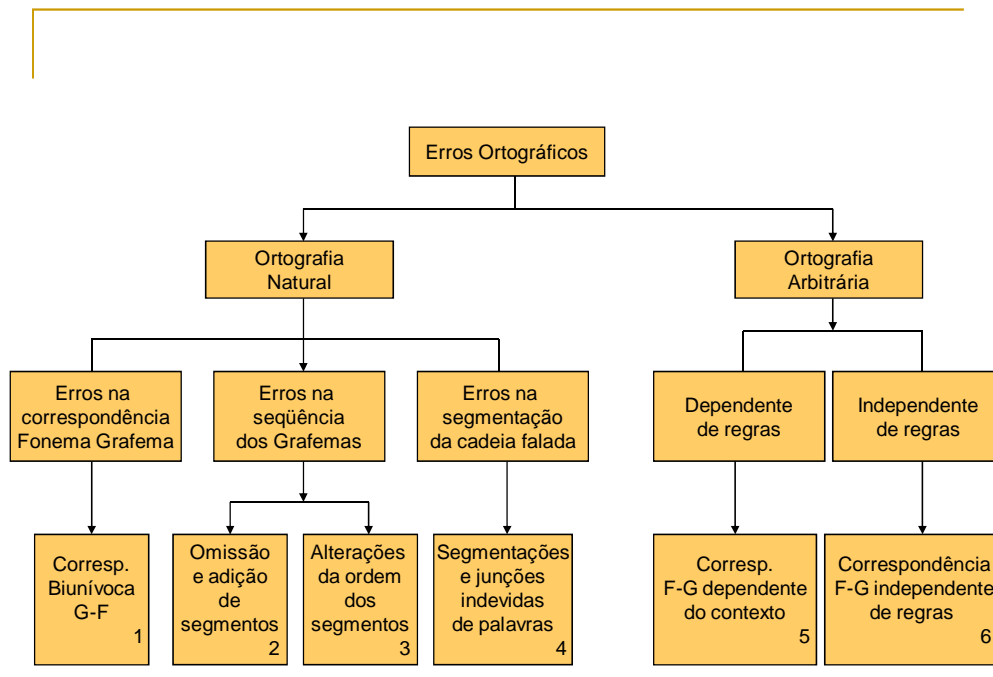 Erros Ortográficos
Ortografia
Natural
Ortografia
Arbitrária
Erros na
correspondência
Fonema Grafema
Erros na
seqüência
dos Grafemas
Erros na
segmentação
da cadeia falada
Dependente
de regras
Independente
de regras
Corresp.
Biunívoca
G-F
1
Omissão
e adição
de
segmentos
2
Alterações
da ordem
dos
segmentos
3
Segmentações
e junções
indevidas
de palavras
4
Corresp.
F-G dependente
do contexto
5
Correspondência
F-G independente
de regras
6